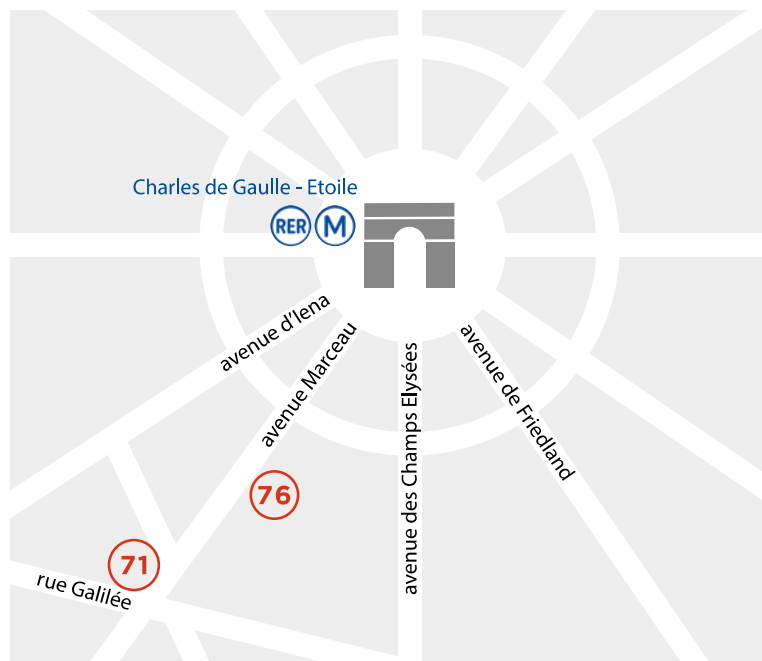 Charles de Gaulle - Etoile
RER M
avenue d'Iena
avenue Marceau
avenue des Champs Elysées
avenue de Friedland
76
71
rue Galilée